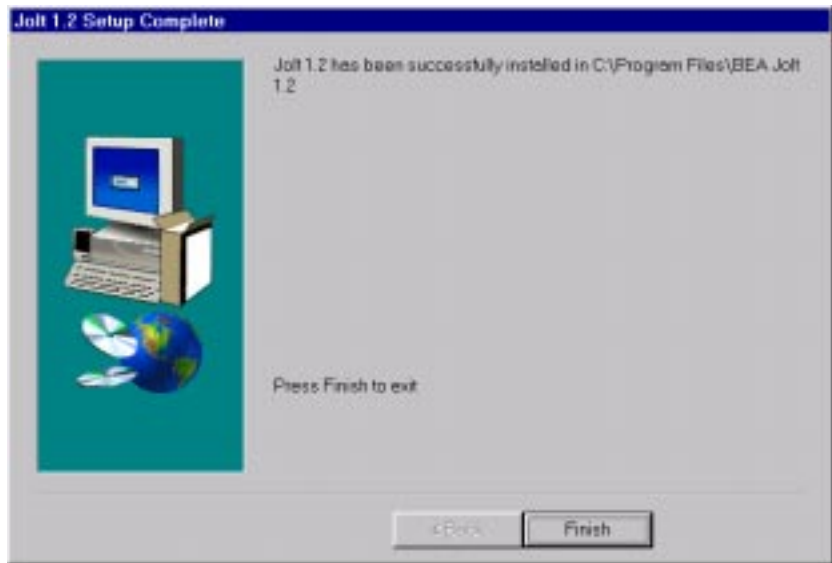 Jolt 1.2 Setup Complete
Jolt 1.2 has been successfully installed in C:\Program Files\BEA Jolt
1.2
Press Finish to exit
< Back
Finish